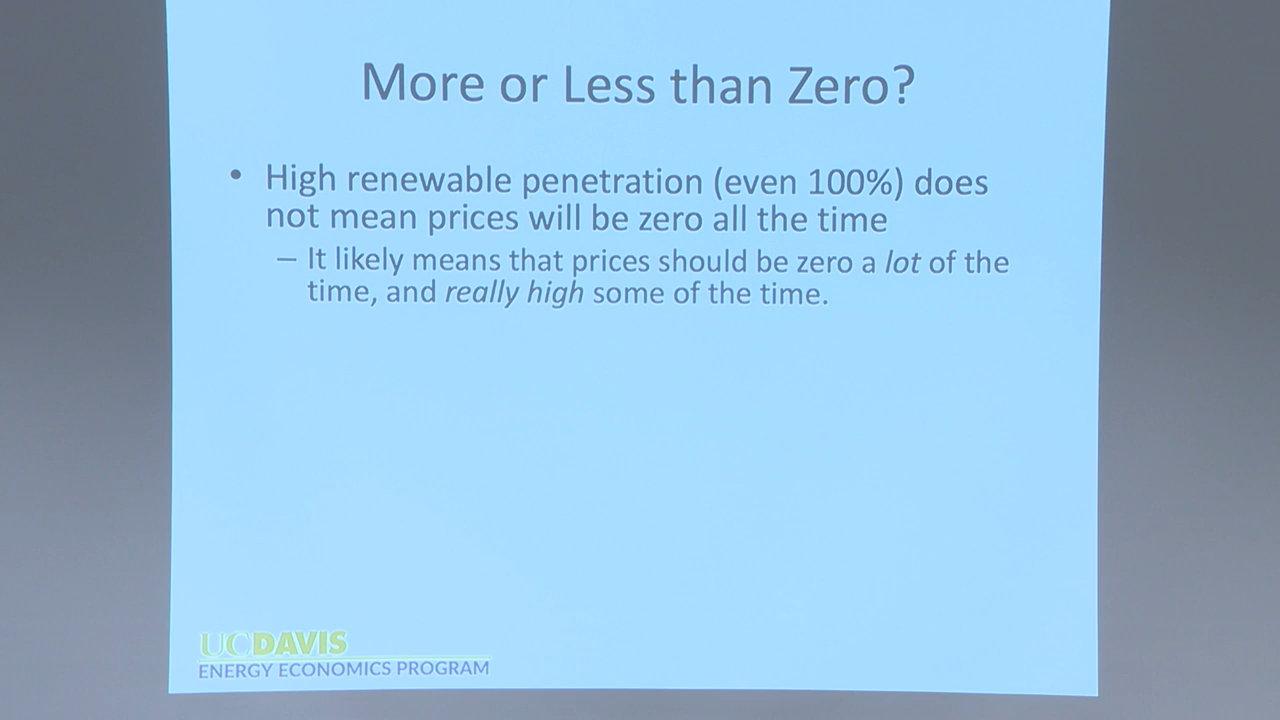 More or Less than Zero?
• High renewable penetration (even 100%) does
not mean prices will be zero all the time
– It likely means that prices should be zero a lot of the
time, and really high some of the time.
UCDAVIS
ENERGY ECONOMICS PROGRAM